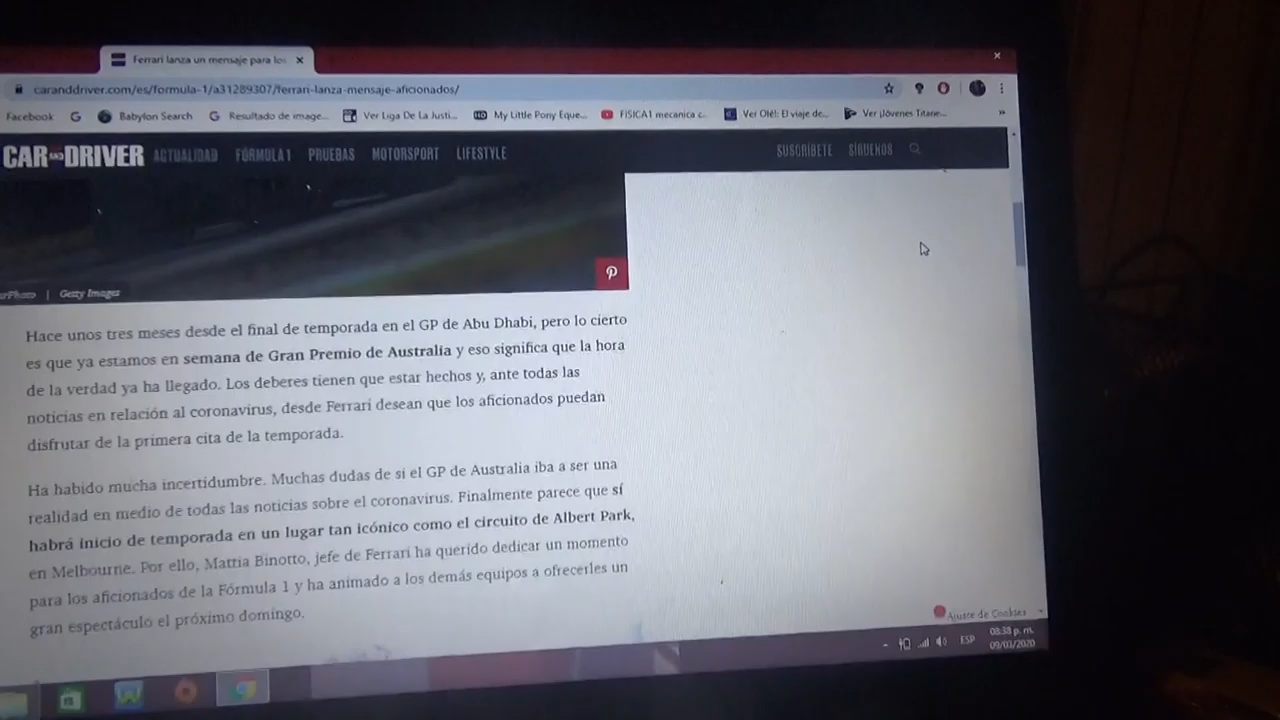 Ferrari lanza un mensaje para los
caranddriver.com/es/formula-1/a31289307/ferrari-lanza-mensaje-aficionados/
Facebook Babylon Search Resultado de image... Ver Liga De La Justi... My Little Pony Eque... FISICA1 mecanica c... Ver Olé!: El viaje de... Ver ¡Jóvenes Titane...
CAR AND DRIVER ACTUALIDAD FÓRMULA 1 PRUEBAS MOTORSPORT LIFESTYLE SUSCRÍBETE SÍGUENOS
| Getty Images
Hace unos tres meses desde el final de temporada en el GP de Abu Dhabi, pero lo cierto
es que ya estamos en semana de Gran Premio de Australia y eso significa que la hora
de la verdad ya ha llegado. Los deberes tienen que estar hechos y, ante todas las
noticias en relación al coronavirus, desde Ferrari desean que los aficionados puedan
disfrutar de la primera cita de la temporada.
Ha habido mucha incertidumbre. Muchas dudas de si el GP de Australia iba a ser una
realidad en medio de todas las noticias sobre el coronavirus. Finalmente parece que sí
habrá inicio de temporada en un lugar tan icónico como el circuito de Albert Park,
en Melbourne. Por ello, Mattia Binotto, jefe de Ferrari ha querido dedicar un momento
para los aficionados de la Fórmula 1 y ha animado a los demás equipos a ofrecerles un
gran espectáculo el próximo domingo.
Ajuste de Cookies
ESP
08:38 p. m.
09/03/2020